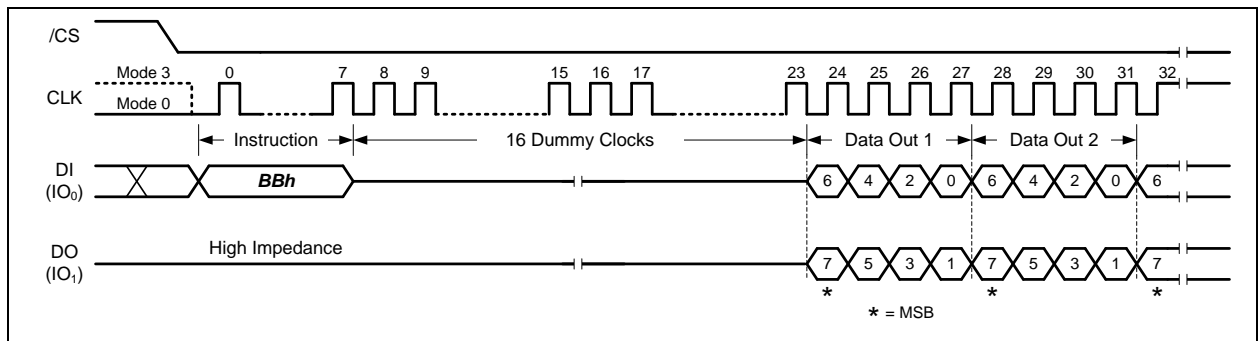 /CS
Mode 3
0 7 8 9 15 16 17 23 24 25 26 27 28 29 30 31 32
CLK
Mode 0
Instruction 16 Dummy Clocks Data Out 1 Data Out 2
DI
(IO0)
BBh
6 4 2 0 6 4 2 0 6
DO
(IO1)
High Impedance
7 5 3 1 7 5 3 1 7
* * *
* = MSB